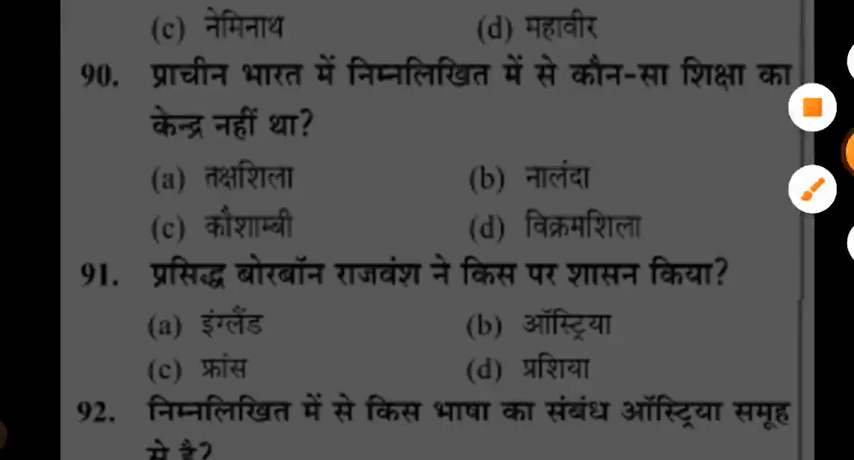 (c) नेमिनाथ (d) महावीर
90. प्राचीन भारत में निम्नलिखित में से कौन-सा शिक्षा का
केन्द्र नहीं था?
(a) तक्षशिला (b) नालंदा
(c) कौशाम्बी (d) विक्रमशिला
91. प्रसिद्ध बोरबॉन राजवंश ने किस पर शासन किया?
(a) इंग्लैंड (b) ऑस्ट्रिया
(c) फ्रांस (d) प्रशिया
92. निम्नलिखित में से किस भाषा का संबंध ऑस्ट्रिया समूह
से है?